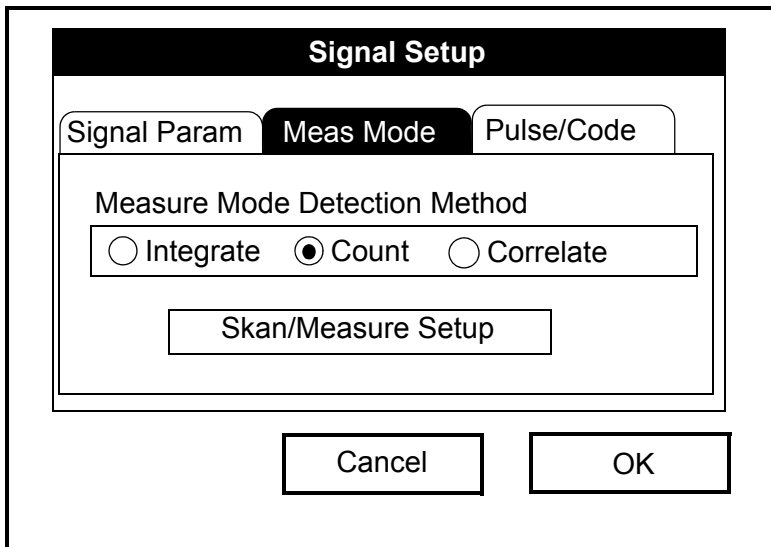 Signal Setup
Signal Param Meas Mode Pulse/Code
Measure Mode Detection Method
Integrate Count Correlate
Skan/Measure Setup
Cancel OK